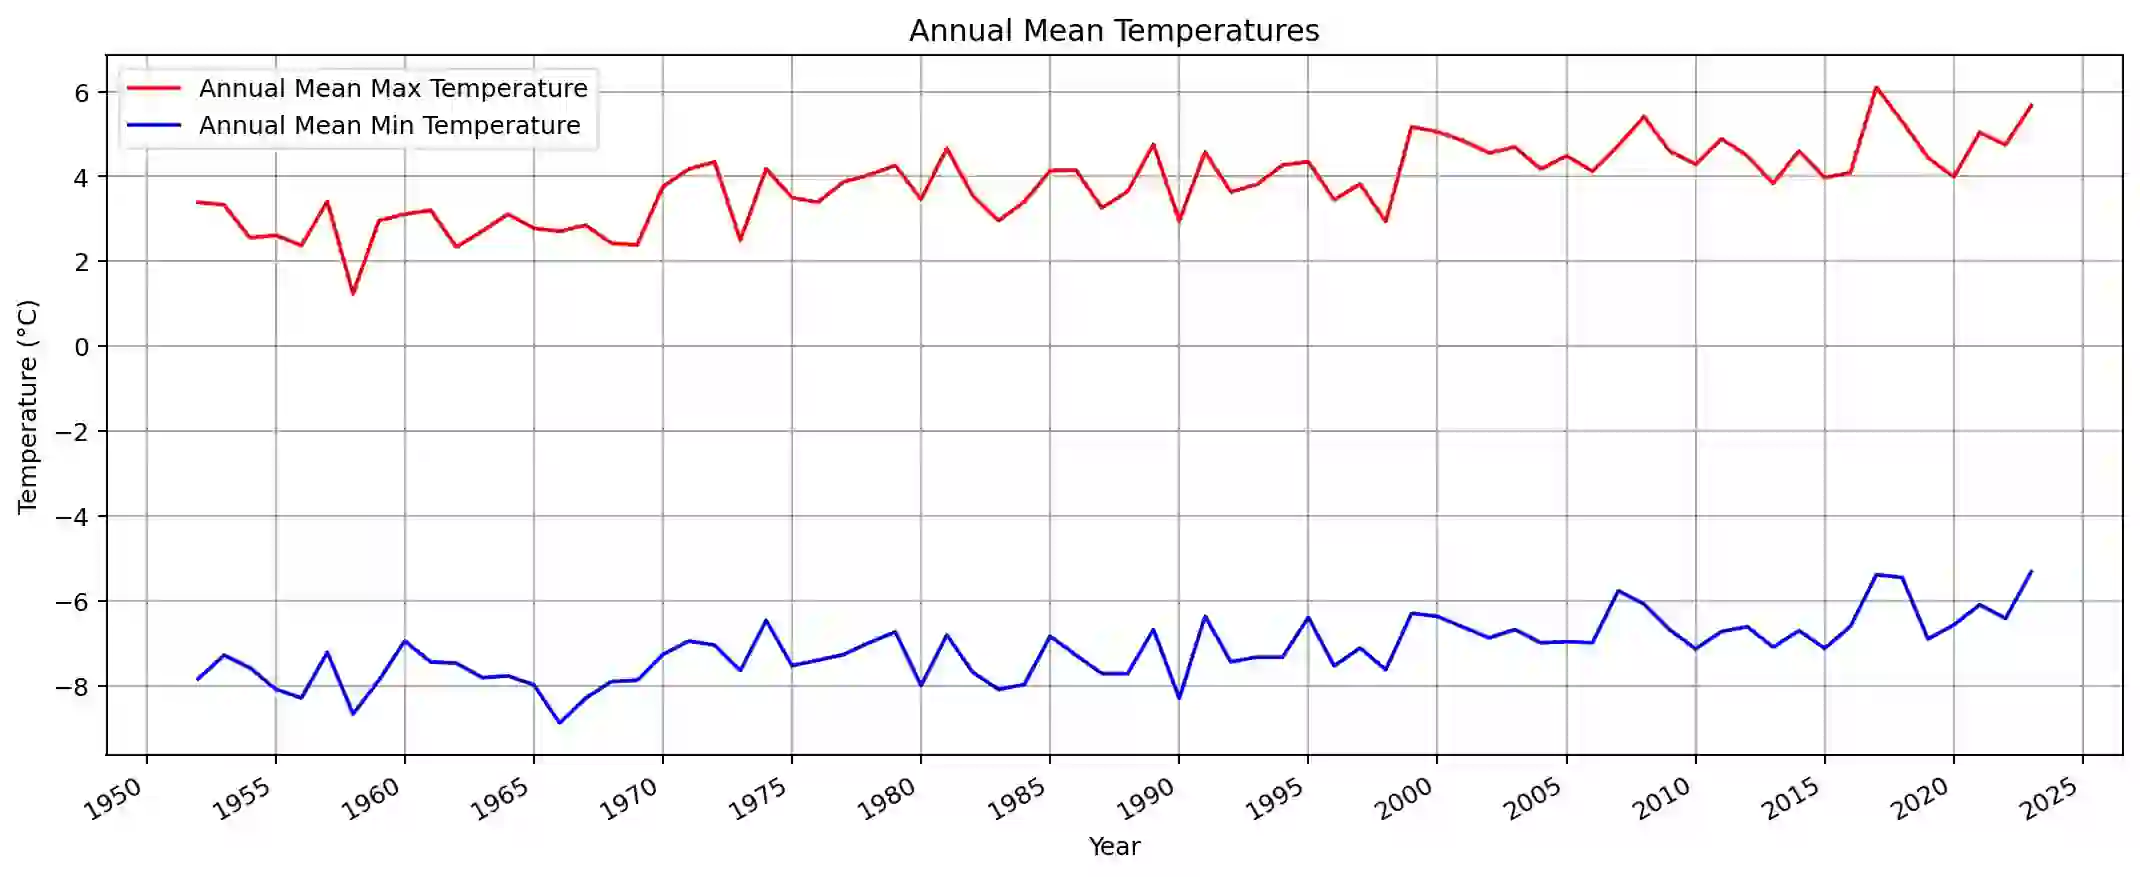 Annual Mean Temperatures
Annual Mean Max Temperature
Annual Mean Min Temperature
Temperature (°C)
6
4
2
0
−2
−4
−6
−8
1950 1955 1960 1965 1970 1975 1980 1985 1990 1995 2000 2005 2010 2015 2020 2025
Year